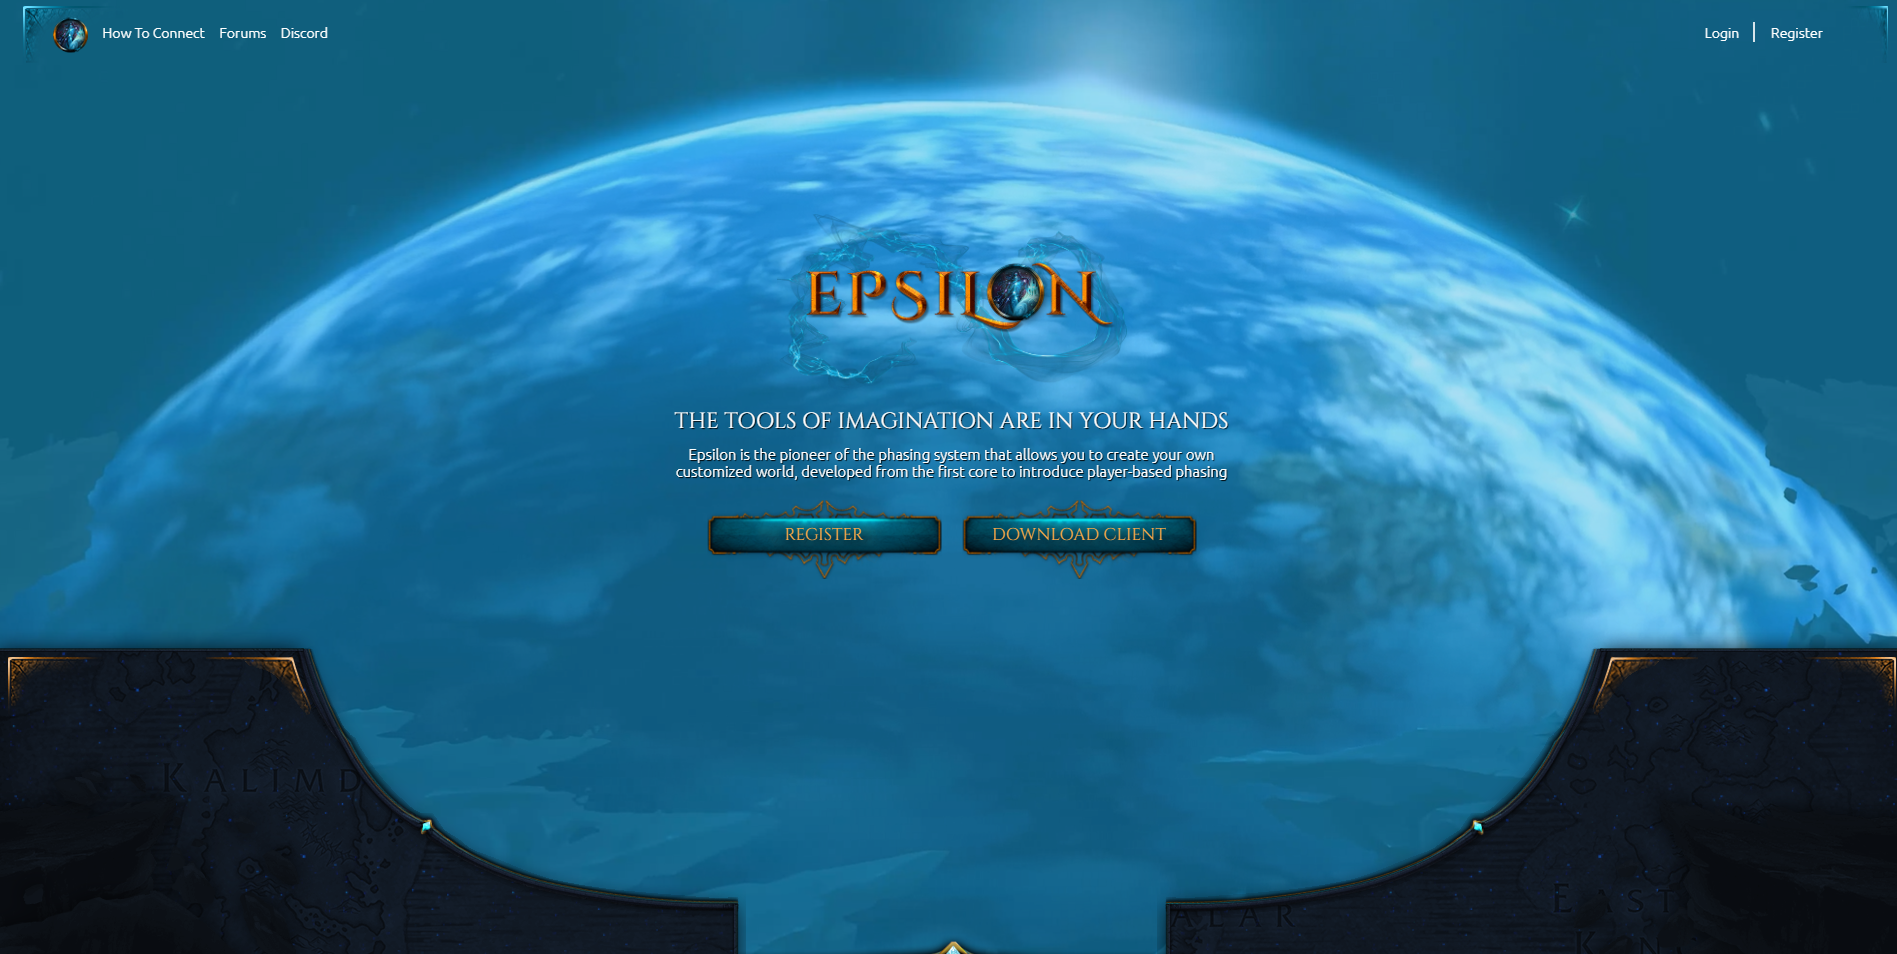 How To Connect
Forums
Discord
Login
Register
EPSILON
THE TOOLS OF IMAGINATION ARE IN YOUR HANDS
Epsilon is the pioneer of the phasing system that allows you to create your own
customized world, developed from the first core to introduce player-based phasing
REGISTER
DOWNLOAD CLIENT
KALIMD
EAST
ALAR